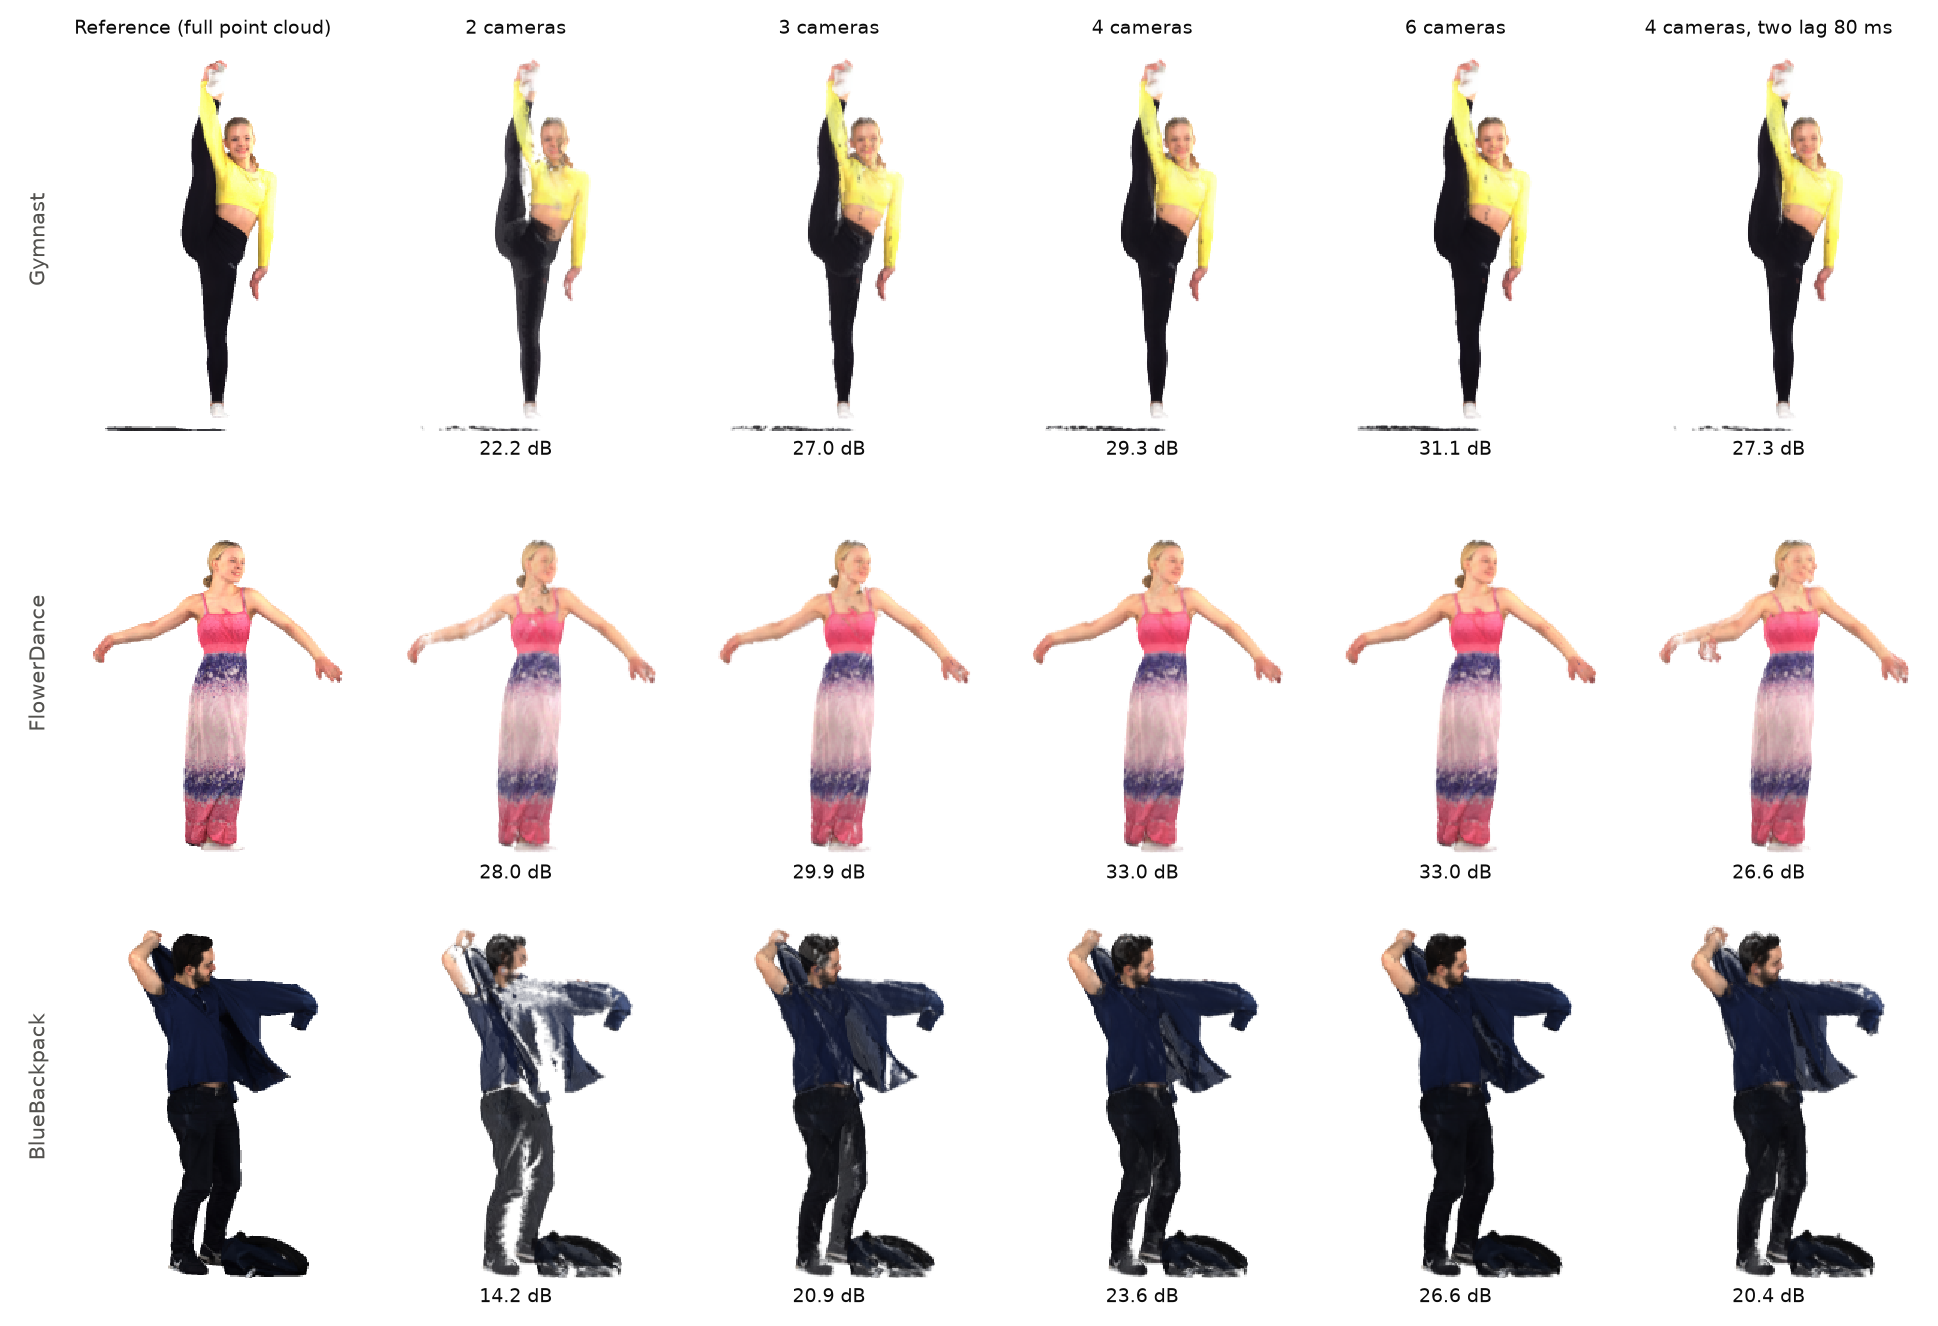 Reference (full point cloud)
2 cameras
3 cameras
4 cameras
6 cameras
4 cameras, two lag 80 ms
Gymnast
22.2 dB
27.0 dB
29.3 dB
31.1 dB
27.3 dB
FlowerDance
28.0 dB
29.9 dB
33.0 dB
33.0 dB
26.6 dB
BlueBackpack
14.2 dB
20.9 dB
23.6 dB
26.6 dB
20.4 dB